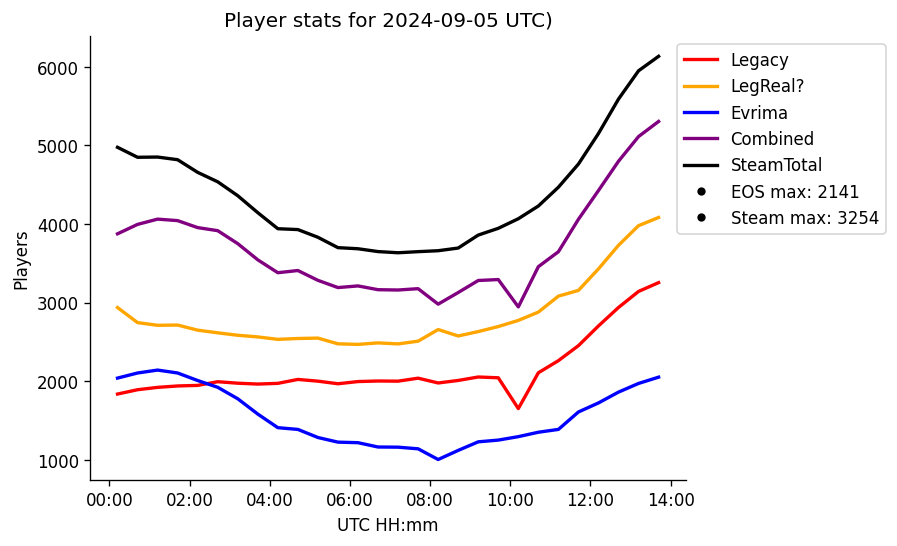 Player stats for 2024-09-05 UTC)
6000
5000
4000
3000
2000
1000
Players
00:00 02:00 04:00 06:00 08:00 10:00 12:00 14:00
UTC HH:mm
Legacy
LegReal?
Evrima
Combined
SteamTotal
EOS max: 2141
Steam max: 3254